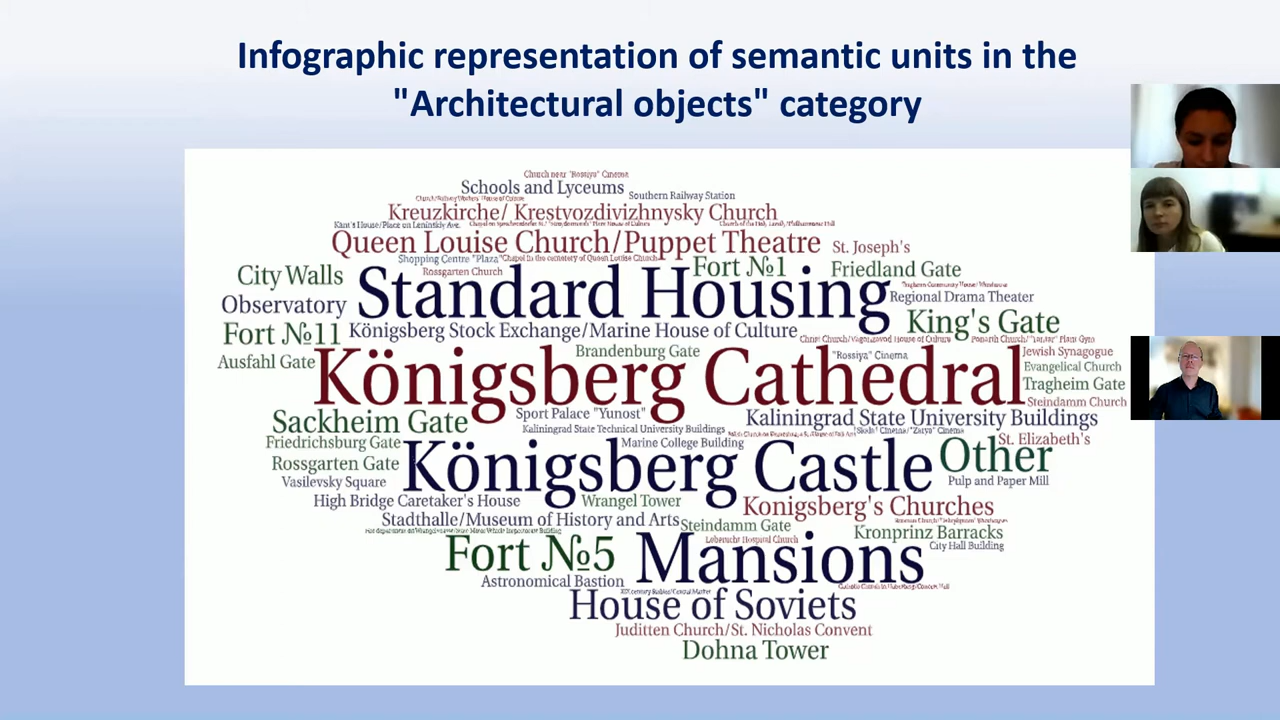 Infographic representation of semantic units in the
"Architectural objects" category
Church near "Rossiya" Cinema
Schools and Lyceums
Southern Railway Station
Kreuzkirche/ Krestvozdvizhnysky Church
Queen Louise Church/Puppet Theatre
St. Joseph's
Shopping Centre "Plaza"
Chapel in the cemetery of Queen Louise Church
City Walls
Rossgarten Church
Fort №1
Friedland Gate
Standard Housing
Observatory
Regional Drama Theater
Fort №11
Königsberg Stock Exchange/Marine House of Culture
King's Gate
Ausfahl Gate
Königsberg Cathedral
Brandenburg Gate
"Rossiya" Cinema
Jewish Synagogue
Evangelical Church
Tragheim Gate
Steindamm Church
Sackheim Gate
Sport Palace "Yunost"
Kaliningrad State University Buildings
Kaliningrad State Technical University Buildings
Friedrichsburg Gate
Marine College Building
St. Elizabeth's
Rossgarten Gate
Königsberg Castle
Other
Vasilevsky Square
Pulp and Paper Mill
High Bridge Caretaker's House
Wrangel Tower
Konigsberg's Churches
Stadthalle/Museum of History and Arts
Steindamm Gate
Kronprinz Barracks
Fort №5
Lobenicht Hospital Church
City Hall Building
Mansions
Astronomical Bastion
House of Soviets
Juditten Church/St. Nicholas Convent
Dohna Tower